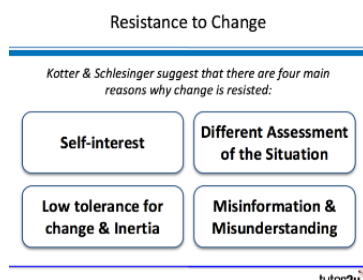 Resistance to Change
Kotter & Schlesinger suggest that there are four main
reasons why change is resisted:
Self-interest
Different Assessment
of the Situation
Low tolerance for
change & Inertia
Misinformation &
Misunderstanding